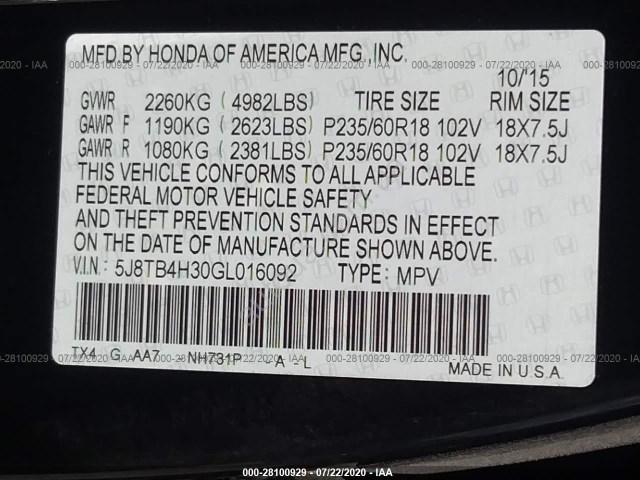 MFD.BY HONDA OF AMERICA MFG.,INC.
10/'15
GVWR 2260KG ( 4982LBS) TIRE SIZE RIM SIZE
GAWR F 1190KG ( 2623LBS) P235/60R18 102V 18X7.5J
GAWR R 1080KG ( 2381LBS) P235/60R18 102V 18X7.5J
THIS VEHICLE CONFORMS TO ALL APPLICABLE
FEDERAL MOTOR VEHICLE SAFETY
AND THEFT PREVENTION STANDARDS IN EFFECT
ON THE DATE OF MANUFACTURE SHOWN ABOVE.
V.I.N.: 5J8TB4H30GL016092 TYPE: MPV
TX4 G AA7 NH731P - A - L
MADE IN U.S.A.
000-28100929 / 07/22/2020 - IAA